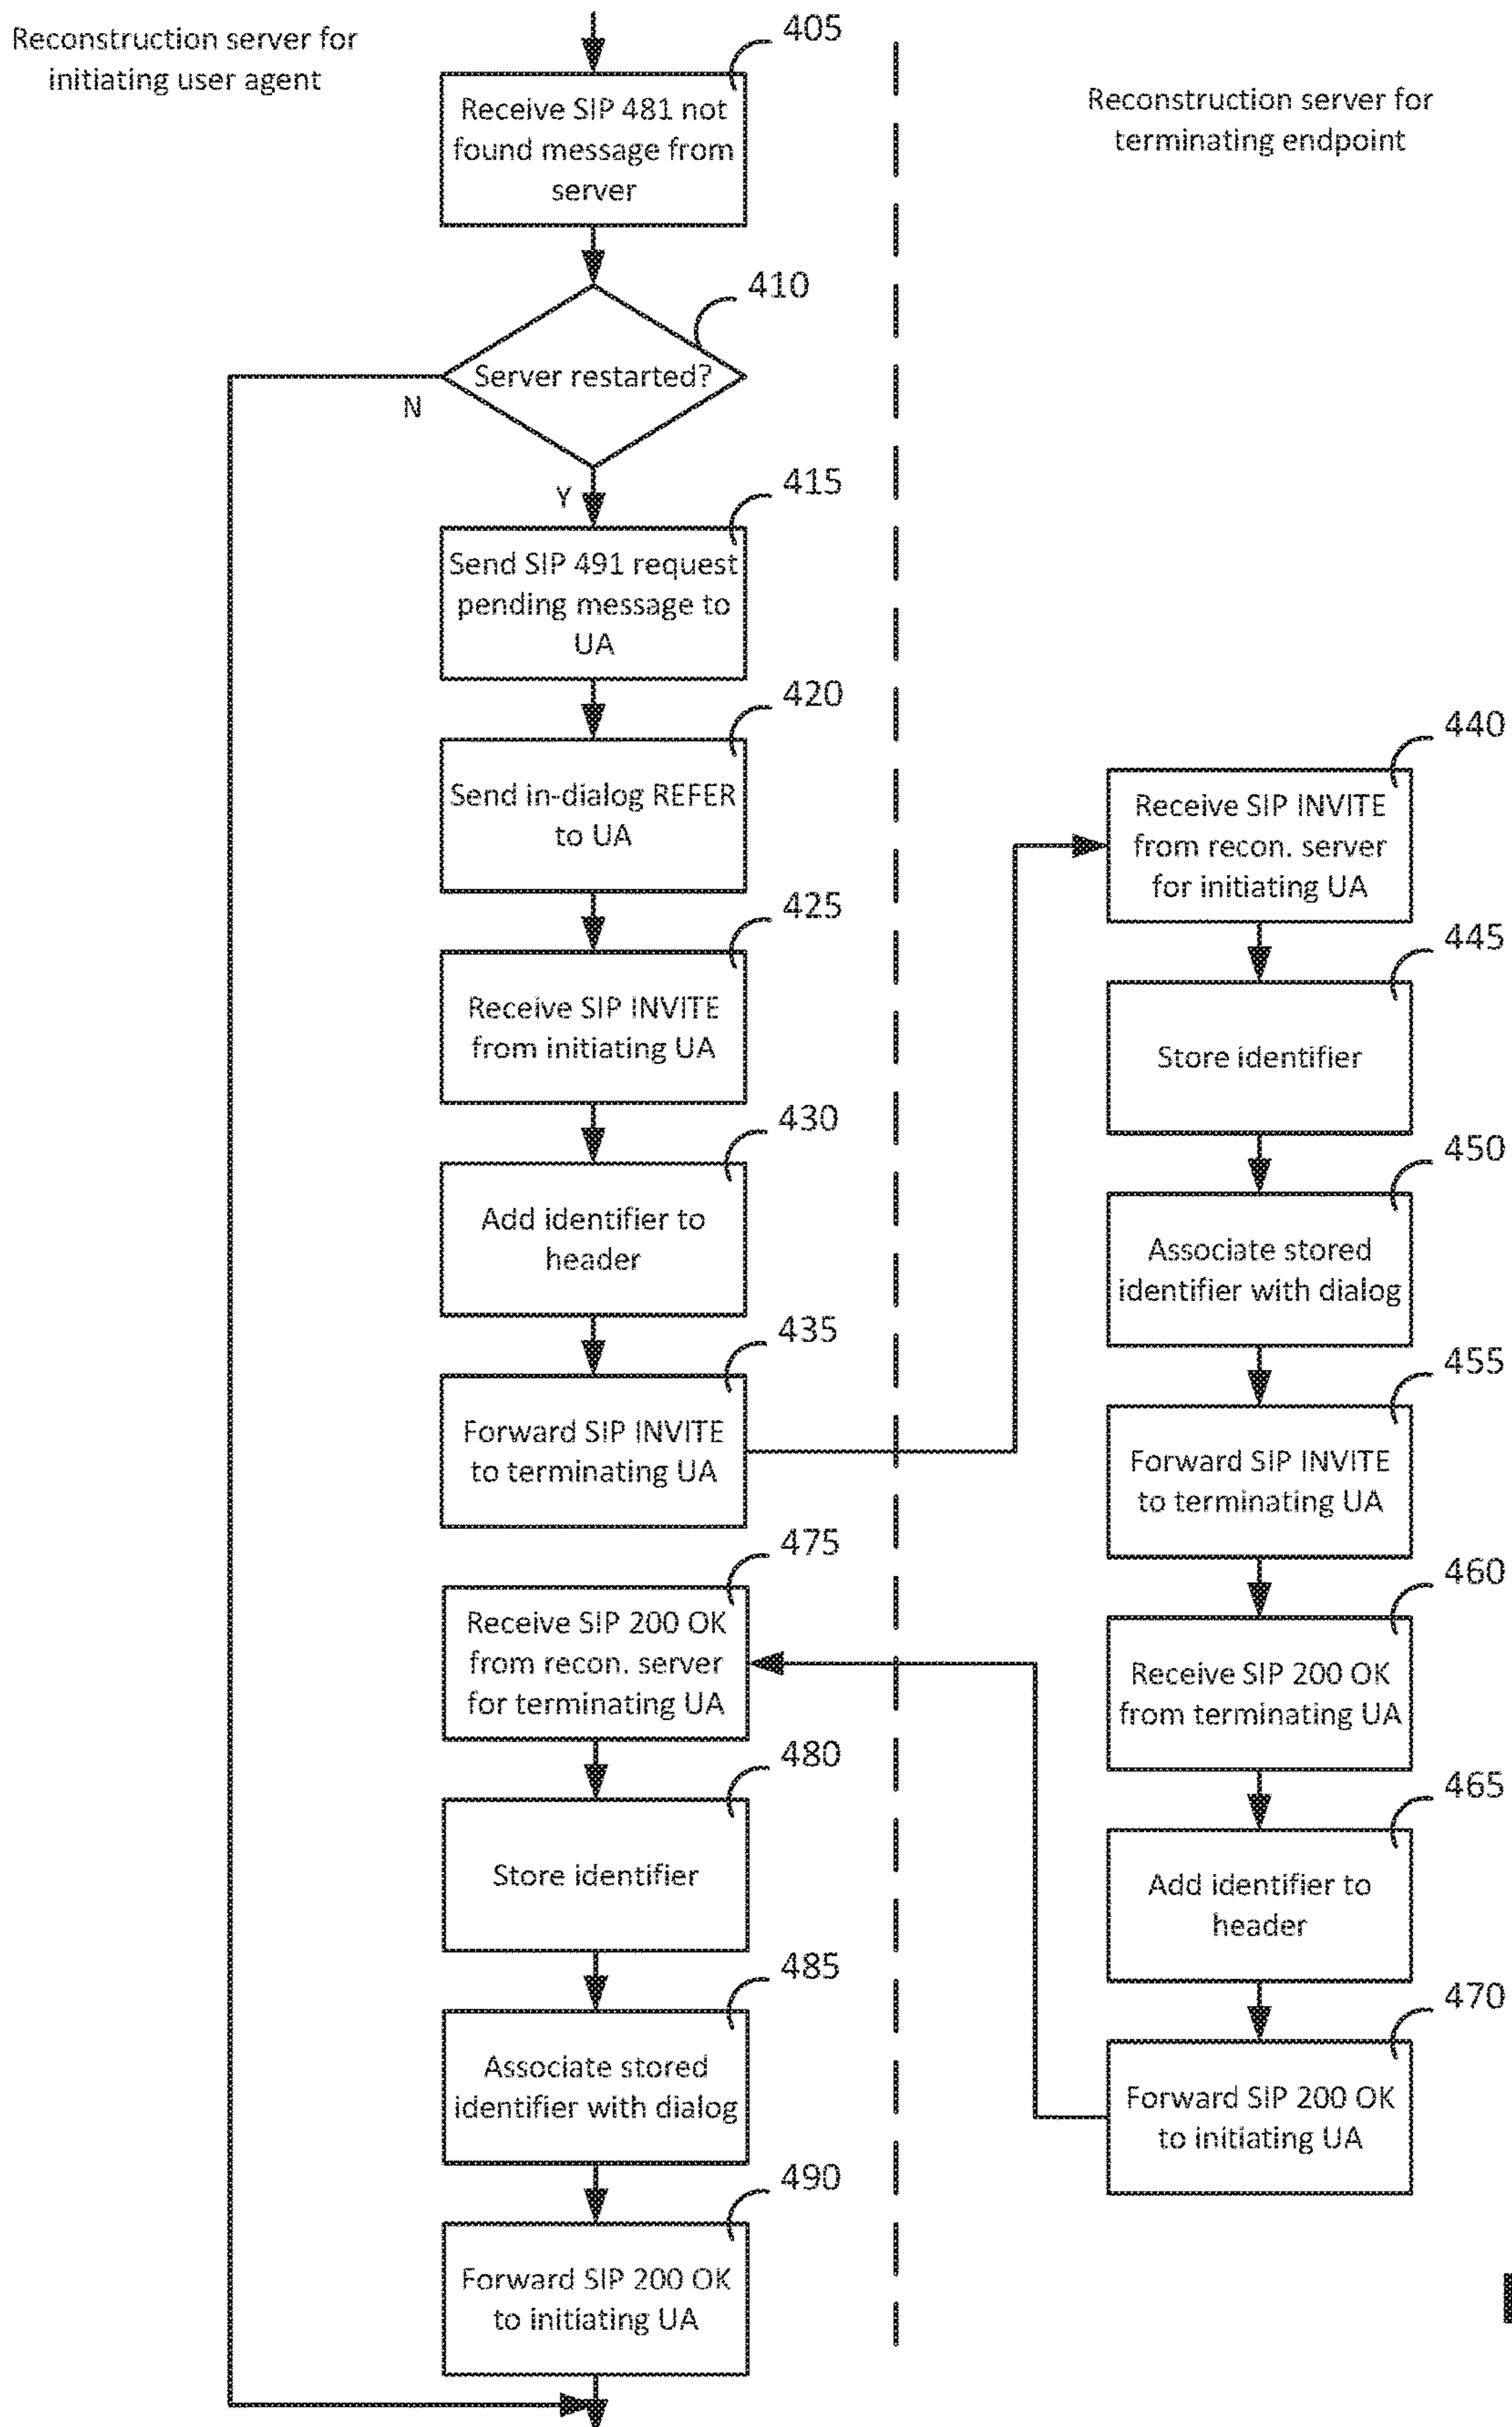 Reconstruction server for
initiating user agent
405
Receive SIP 481 not
found message from
server
410
Server restarted?
N
Y
415
Send SIP 491 request
pending message to
UA
420
Send in-dialog REFER
to UA
425
Receive SIP INVITE
from initiating UA
430
Add identifier to
header
435
Forward SIP INVITE
to terminating UA
475
Receive SIP 200 OK
from recon. server
for terminating UA
480
Store identifier
485
Associate stored
identifier with dialog
490
Forward SIP 200 OK
to initiating UA
Reconstruction server for
terminating endpoint
440
Receive SIP INVITE
from recon. server
for initiating UA
445
Store identifier
450
Associate stored
identifier with dialog
455
Forward SIP INVITE
to terminating UA
460
Receive SIP 200 OK
from terminating UA
465
Add identifier to
header
470
Forward SIP 200 OK
to initiating UA